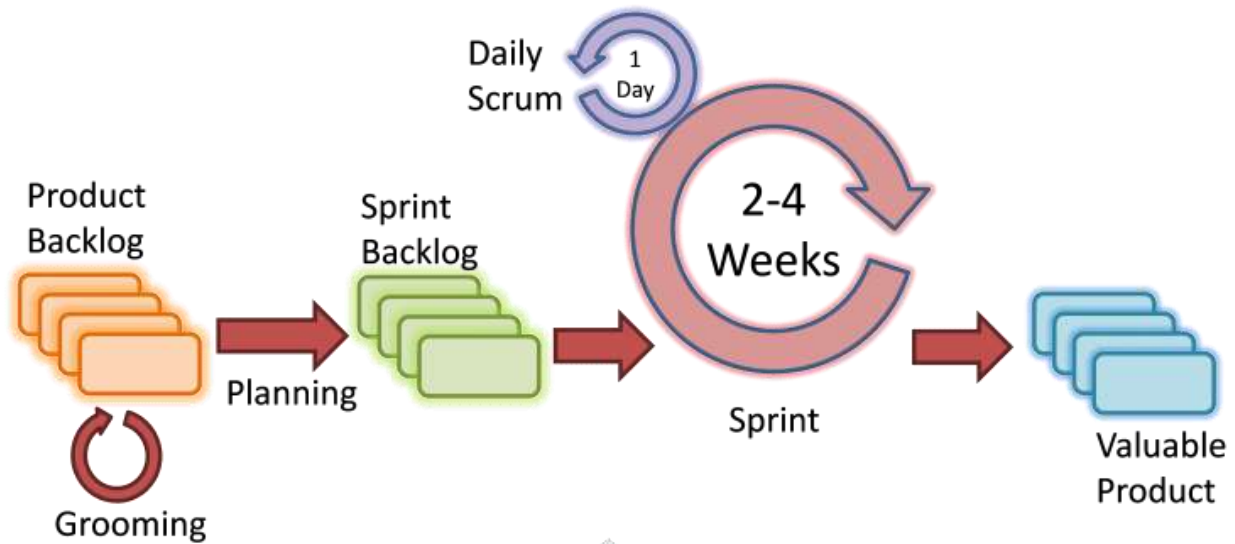 Daily
Scrum
1
Day
Product
Backlog
Sprint
Backlog
2-4
Weeks
Planning
Sprint
Grooming
Valuable
Product